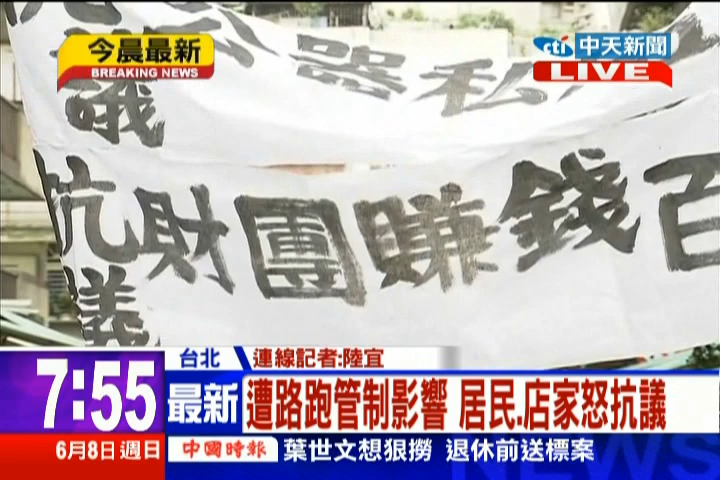 今晨最新
BREAKING NEWS
cti 中天新聞
LIVE
議 公器私
抗議 財團賺錢 百
台北 連線記者:陸宜
7:55
最新 遭路跑管制影響 居民.店家怒抗議
6月8日 週日
中國時報 葉世文想狠撈 退休前送標案
NEWS